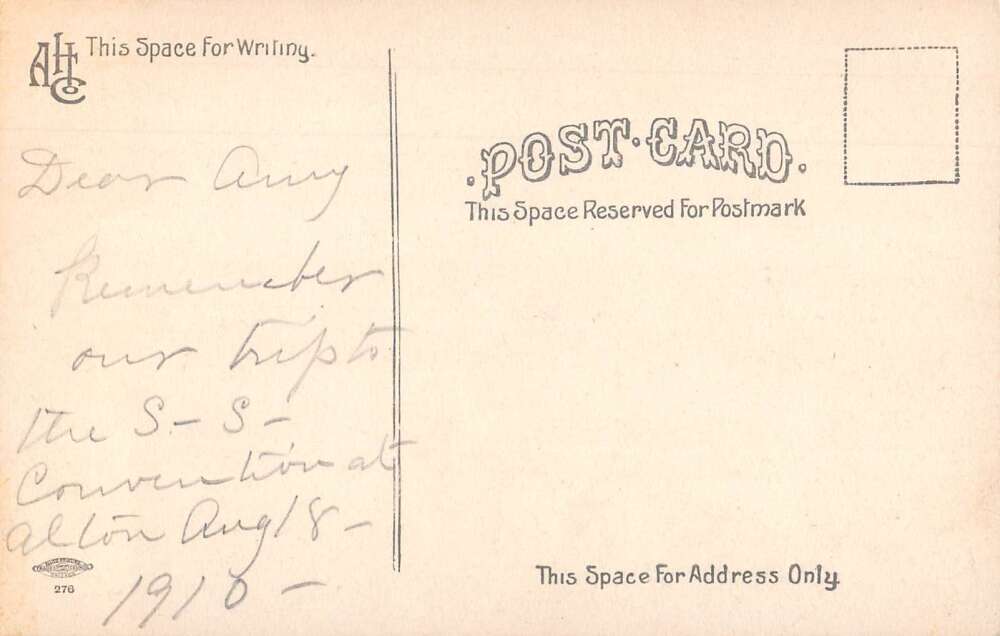 AHCo
This Space For Writing.
POST·CARD.
This Space Reserved For Postmark
Dear Amy
Remember
our trip to
the S-S-
Convention at
Alton Aug 18-
1910-
276
This Space For Address Only.